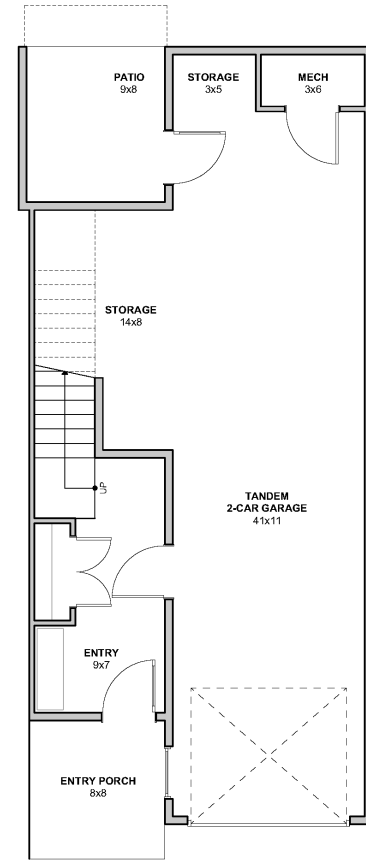 PATIO
9x8
STORAGE
3x5
MECH
3x6
STORAGE
14x8
UP
TANDEM
2-CAR GARAGE
41x11
ENTRY
9x7
ENTRY PORCH
8x8